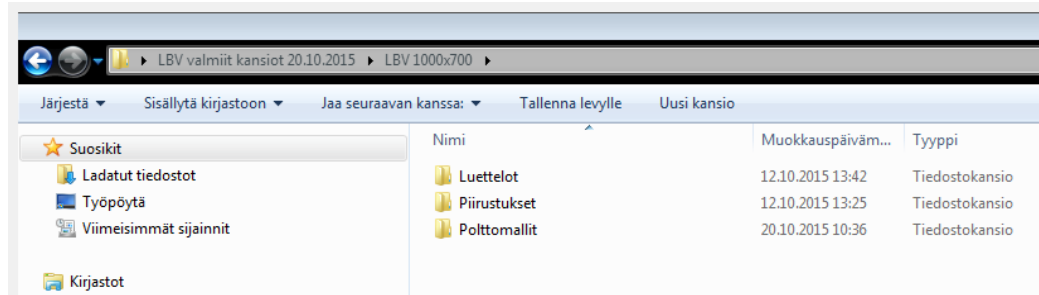 LBV valmiit kansiot 20.10.2015 LBV 1000x700
Järjestä Sisällytä kirjastoon Jaa seuraavan kanssa: Tallenna levylle Uusi kansio
Suosikit
Ladatut tiedostot
Työpöytä
Viimeisimmät sijainnit
Kirjastot
Nimi Muokkauspäiväm... Tyyppi
Luettelot 12.10.2015 13:42 Tiedostokansio
Piirustukset 12.10.2015 13:25 Tiedostokansio
Polttomallit 20.10.2015 10:36 Tiedostokansio